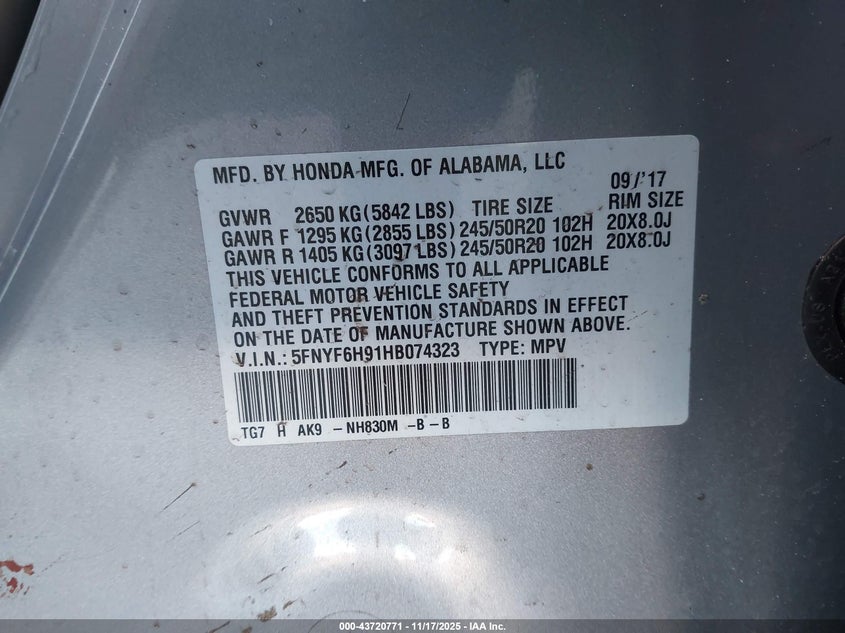 MFD. BY HONDA MFG. OF ALABAMA, LLC
09/'17
GVWR 2650 KG (5842 LBS) TIRE SIZE RIM SIZE
GAWR F 1295 KG (2855 LBS) 245/50R20 102H 20X8.0J
GAWR R 1405 KG (3097 LBS) 245/50R20 102H 20X8.0J
THIS VEHICLE CONFORMS TO ALL APPLICABLE
FEDERAL MOTOR VEHICLE SAFETY
AND THEFT PREVENTION STANDARDS IN EFFECT
ON THE DATE OF MANUFACTURE SHOWN ABOVE.
V.I.N.: 5FNYF6H91HB074323 TYPE: MPV
TG7 H AK9 -NH830M -B-B
000-43720771 — 11/17/2025 — IAA Inc.